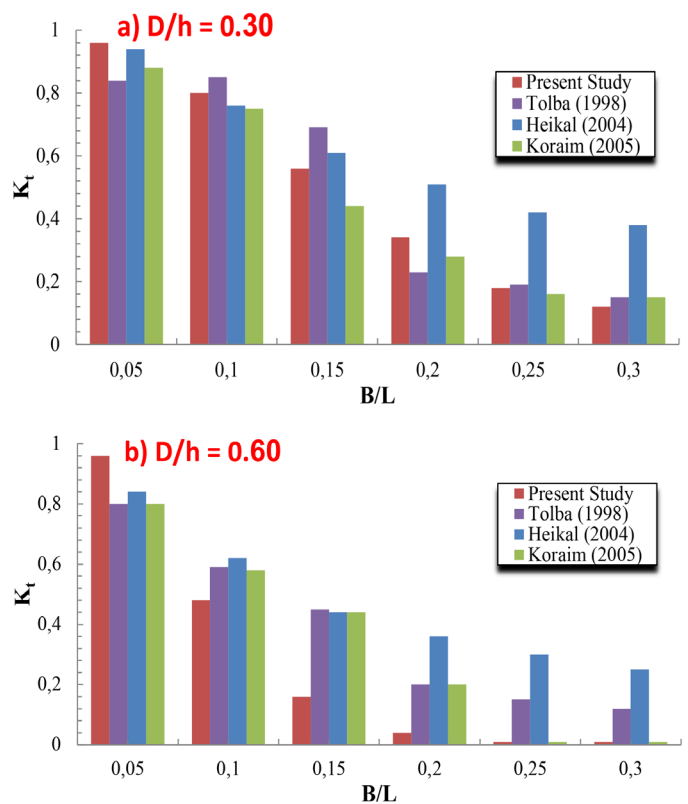 a) D/h = 0.30
1
0,8
0,6
0,4
0,2
0
Kt
Present Study
Tolba (1998)
Heikal (2004)
Koraim (2005)
0,05 0,1 0,15 0,2 0,25 0,3
B/L
b) D/h = 0.60
1
0,8
0,6
0,4
0,2
0
Kt
Present Study
Tolba (1998)
Heikal (2004)
Koraim (2005)
0,05 0,1 0,15 0,2 0,25 0,3
B/L